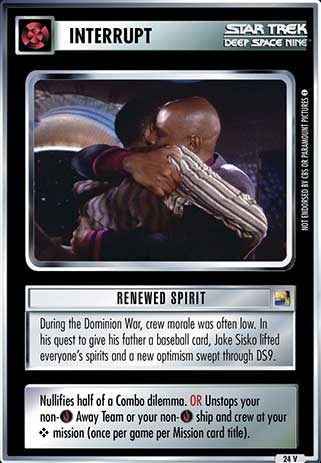 INTERRUPT
STAR TREK
DEEP SPACE NINE
NOT ENDORSED BY CBS OR PARAMOUNT PICTURES
RENEWED SPIRIT
During the Dominion War, crew morale was often low. In
his quest to give his father a baseball card, Jake Sisko lifted
everyone's spirits and a new optimism swept through DS9.
Nullifies half of a Combo dilemma. OR Unstops your
non- Away Team or your non- ship and crew at your
mission (once per game per Mission card title).
24 V